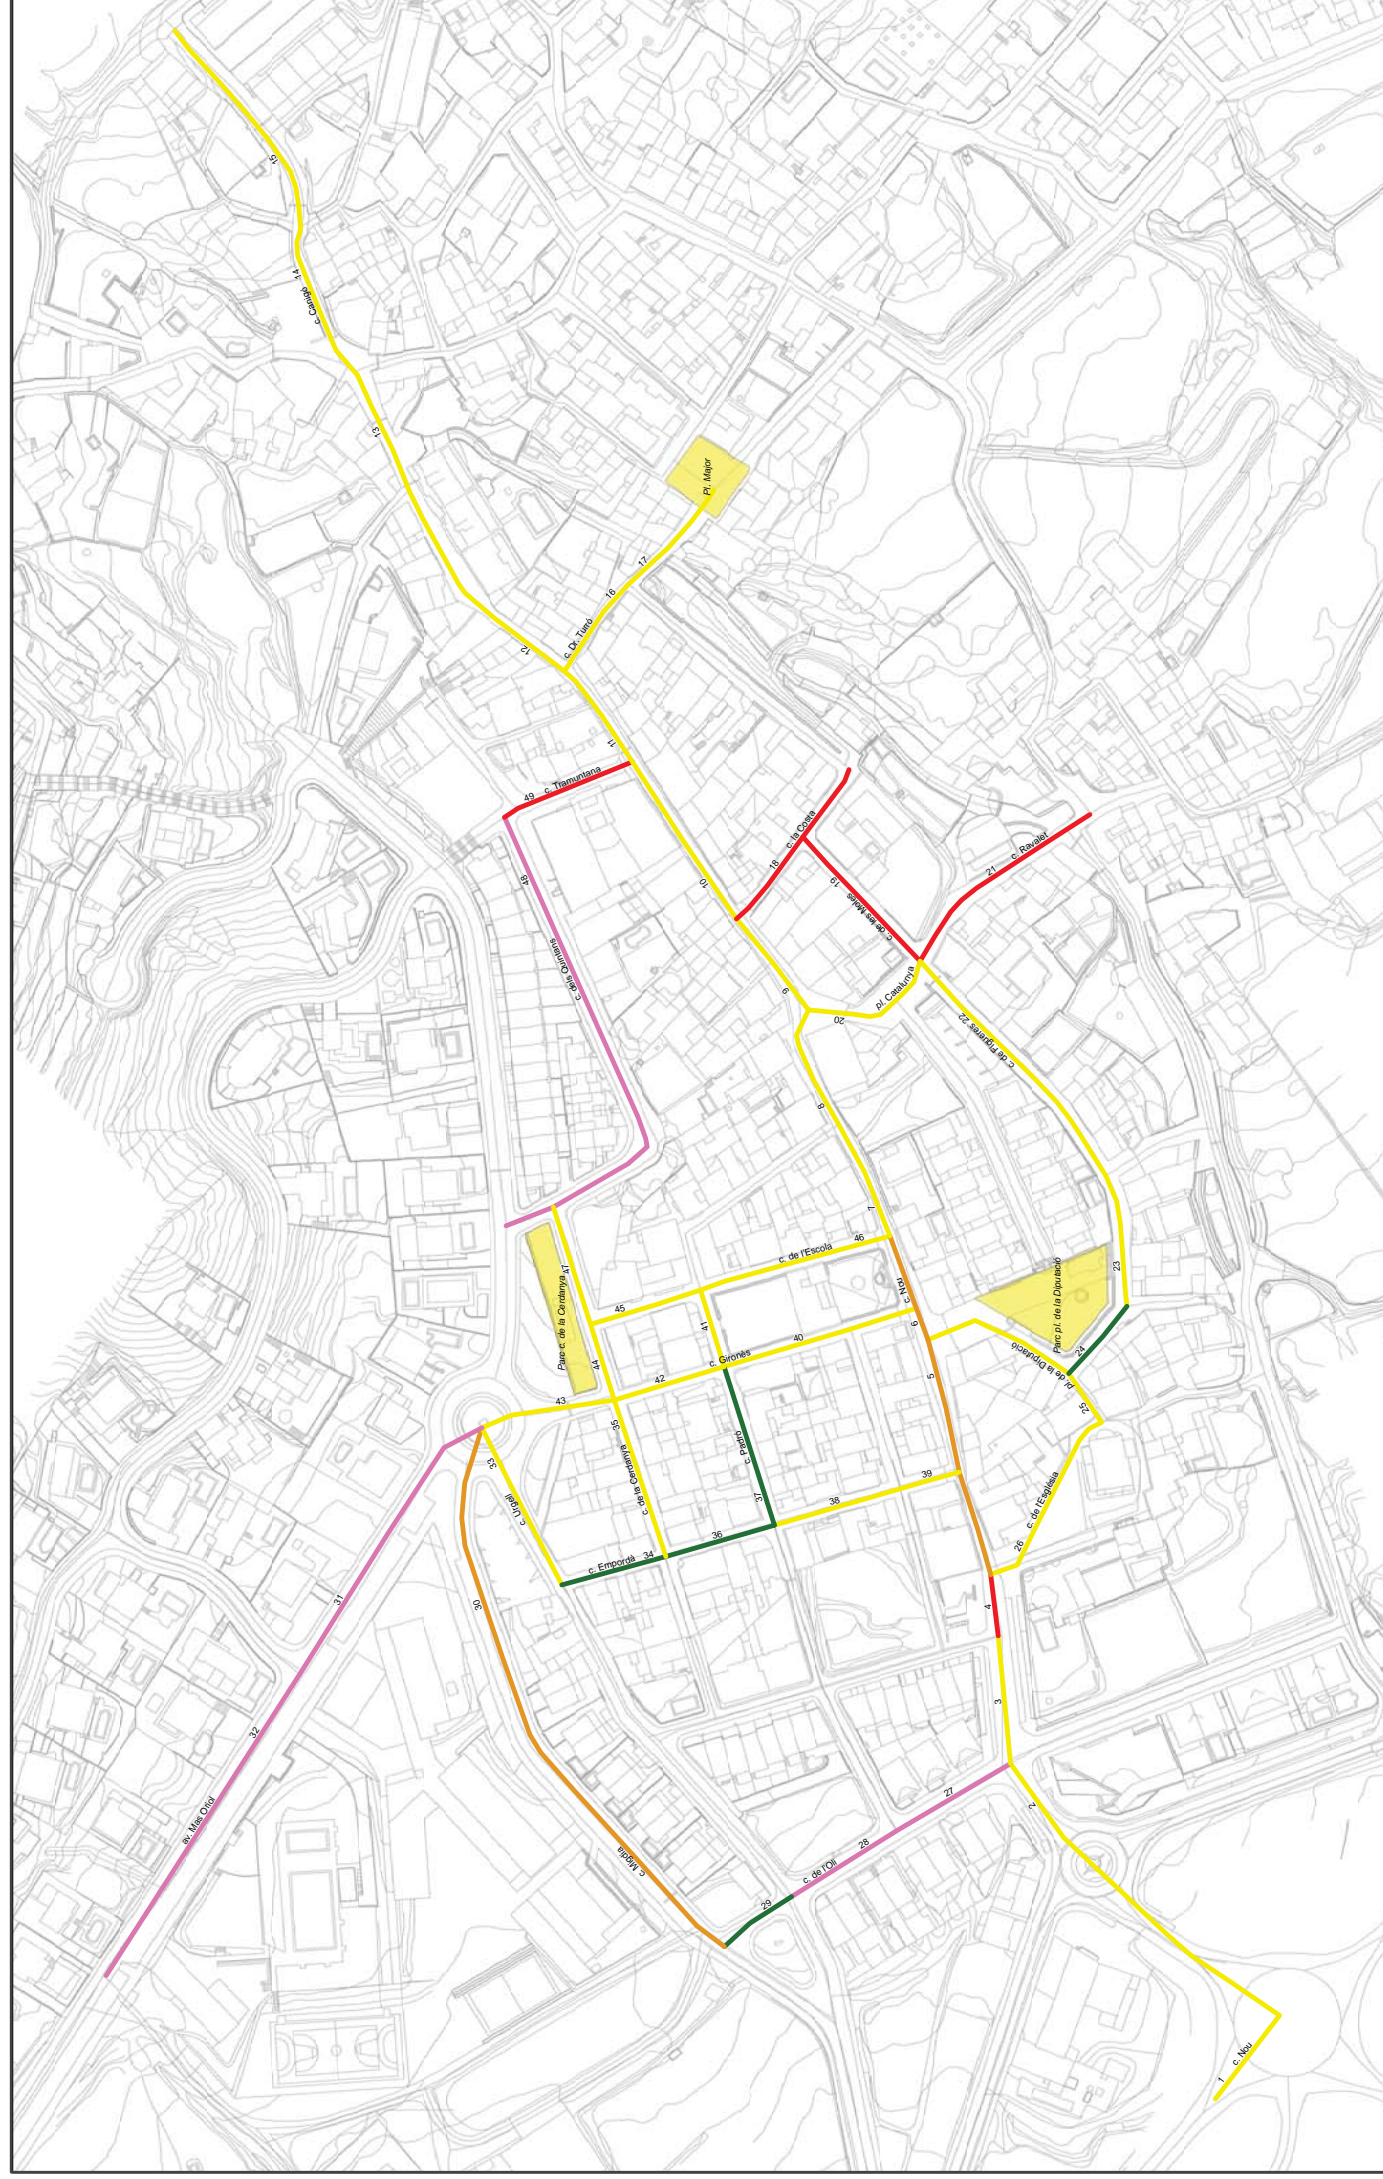 15
14
c. Canigó
13
Pl. Major
17
16
c. Dr. Turró
12
11
49 c. Tramuntana
48
c. dels Quintans
10
18
c. la Costa
19
c. de les Moles
21
c. Ravalet
9
20
pl. Catalunya
c. de Figueres 22
8
7
46
c. de l'Escola
47
Parc c. de la Cerdanya
45
44
41
40
c. Gironès
42
43
c. Nou
6
5
23
Parc pl. de la Diputació
24
pl. de la Diputació
25
c. de l'Església
26
35
c. de la Cerdanya
33
c. Urgell
c. Padró
37
36
34
c. Empordà
38
39
4
3
30
31
32
av. Mas Oriol
c. Migdia
29
c. de l'Oli
28
27
2
1
c. Nou